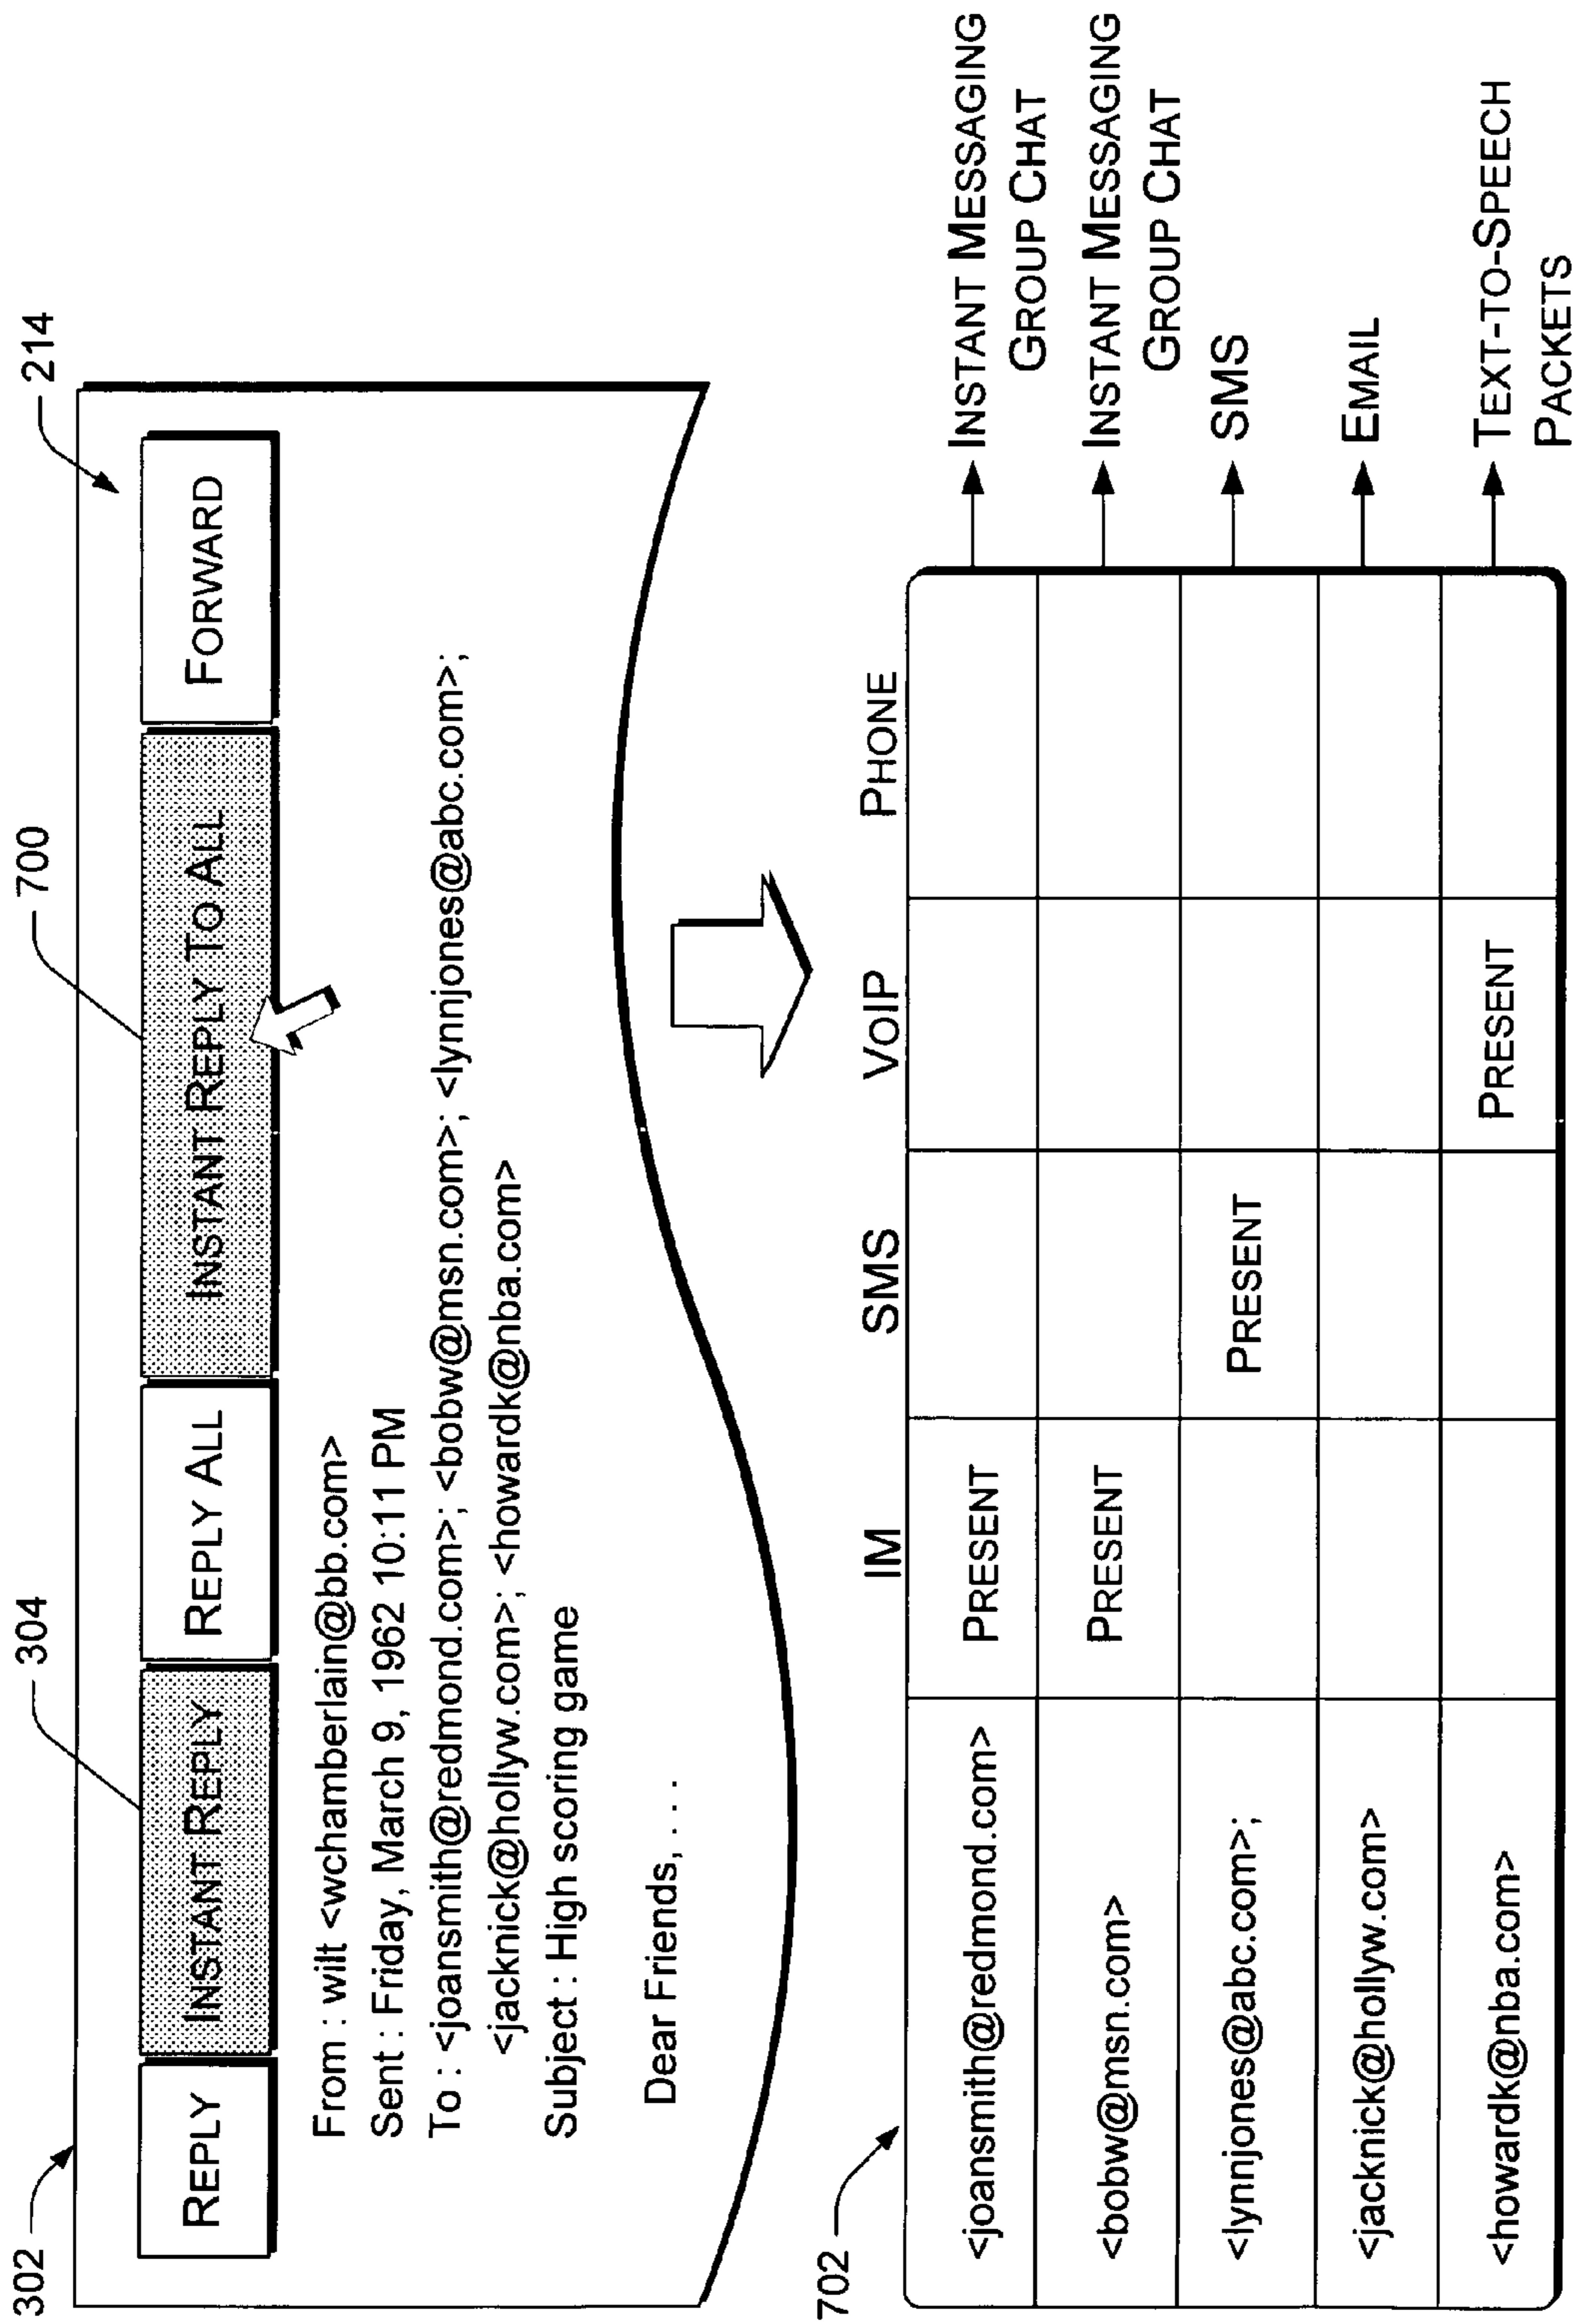 302
304
700
214
REPLY INSTANT REPLY REPLY ALL INSTANT REPLY TO ALL FORWARD
From : wilt <wchamberlain@bb.com>
Sent : Friday, March 9, 1962 10:11 PM
To : <joansmith@redmond.com>; <bobw@msn.com>; <lynnjones@abc.com>;
<jacknick@hollyw.com>; <howardk@nba.com>
Subject : High scoring game
Dear Friends, . . .
702
IM SMS VOIP PHONE
<joansmith@redmond.com> PRESENT INSTANT MESSAGING
GROUP CHAT
<bobw@msn.com> PRESENT INSTANT MESSAGING
GROUP CHAT
<lynnjones@abc.com>; PRESENT SMS
<jacknick@hollyw.com> EMAIL
<howardk@nba.com> PRESENT TEXT-TO-SPEECH
PACKETS